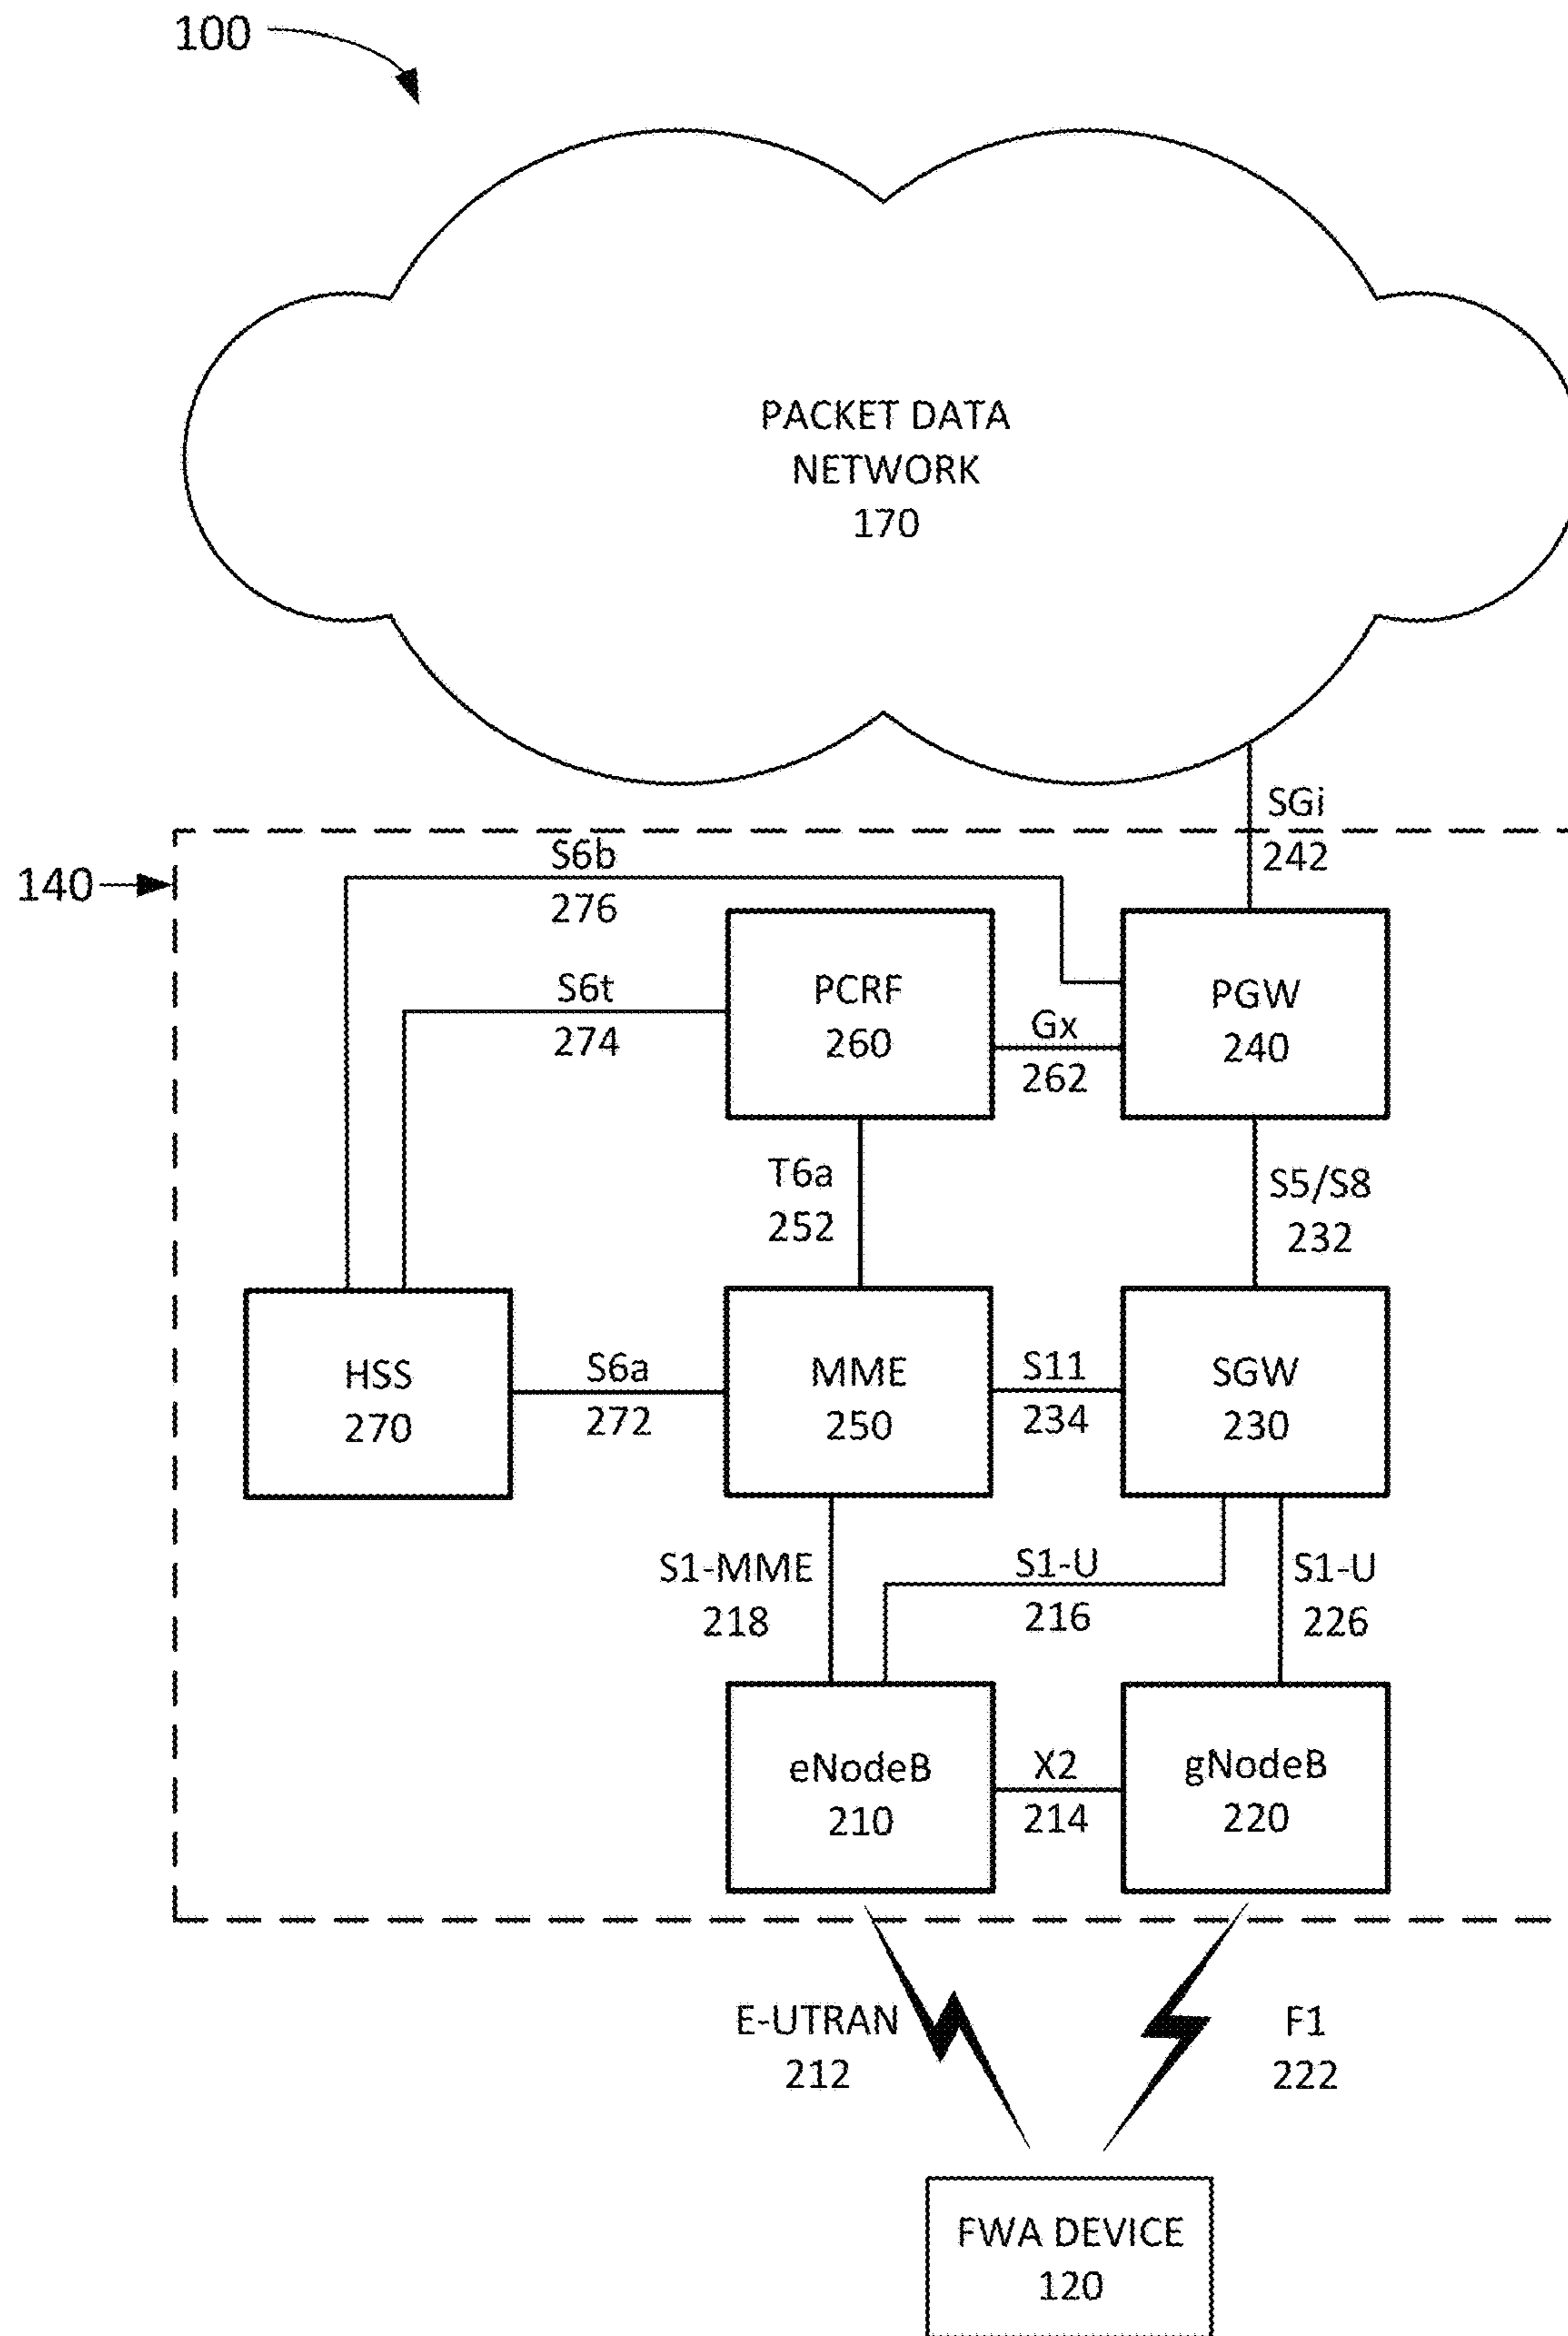 100
PACKET DATA
NETWORK
170
SGi
242
140
S6b
276
S6t
274
PCRF
260
Gx
262
PGW
240
T6a
252
S5/S8
232
HSS
270
S6a
272
MME
250
S11
234
SGW
230
S1-MME
218
S1-U
216
S1-U
226
eNodeB
210
X2
214
gNodeB
220
E-UTRAN
212
F1
222
FWA DEVICE
120